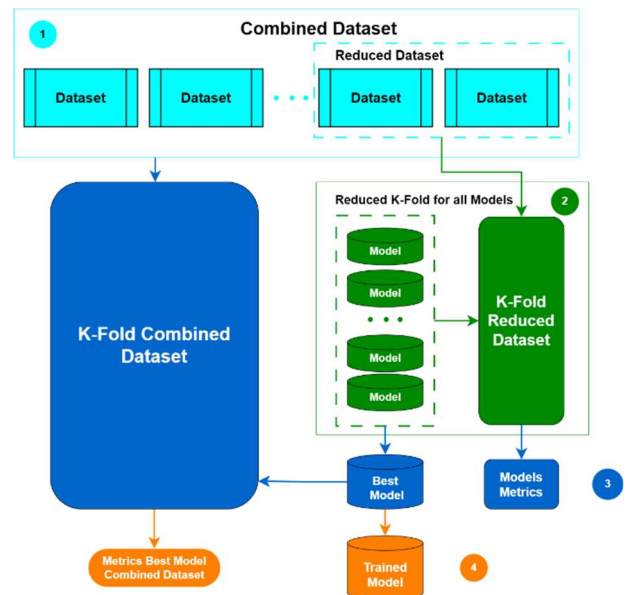 1
Combined Dataset
Reduced Dataset
Dataset
Dataset
Dataset
Dataset
Reduced K-Fold for all Models
2
Model
Model
Model
Model
K-Fold
Reduced
Dataset
K-Fold Combined
Dataset
Best
Model
Models
Metrics
3
Metrics Best Model
Combined Dataset
Trained
Model
4